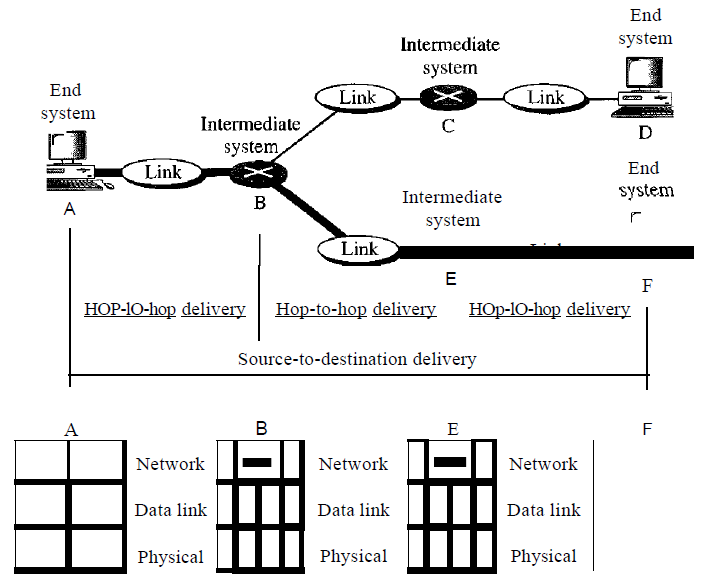 End
system
Intermediate
system
End
system
Link
Link
C
D
Intermediate
system
Link
A
B
End
system
Intermediate
system
Link
E
F
HOP-lO-hop delivery
Hop-to-hop delivery
HOp-lO-hop delivery
Source-to-destination delivery
A
B
E
F
Network
Network
Network
Data link
Data link
Data link
Physical
Physical
Physical